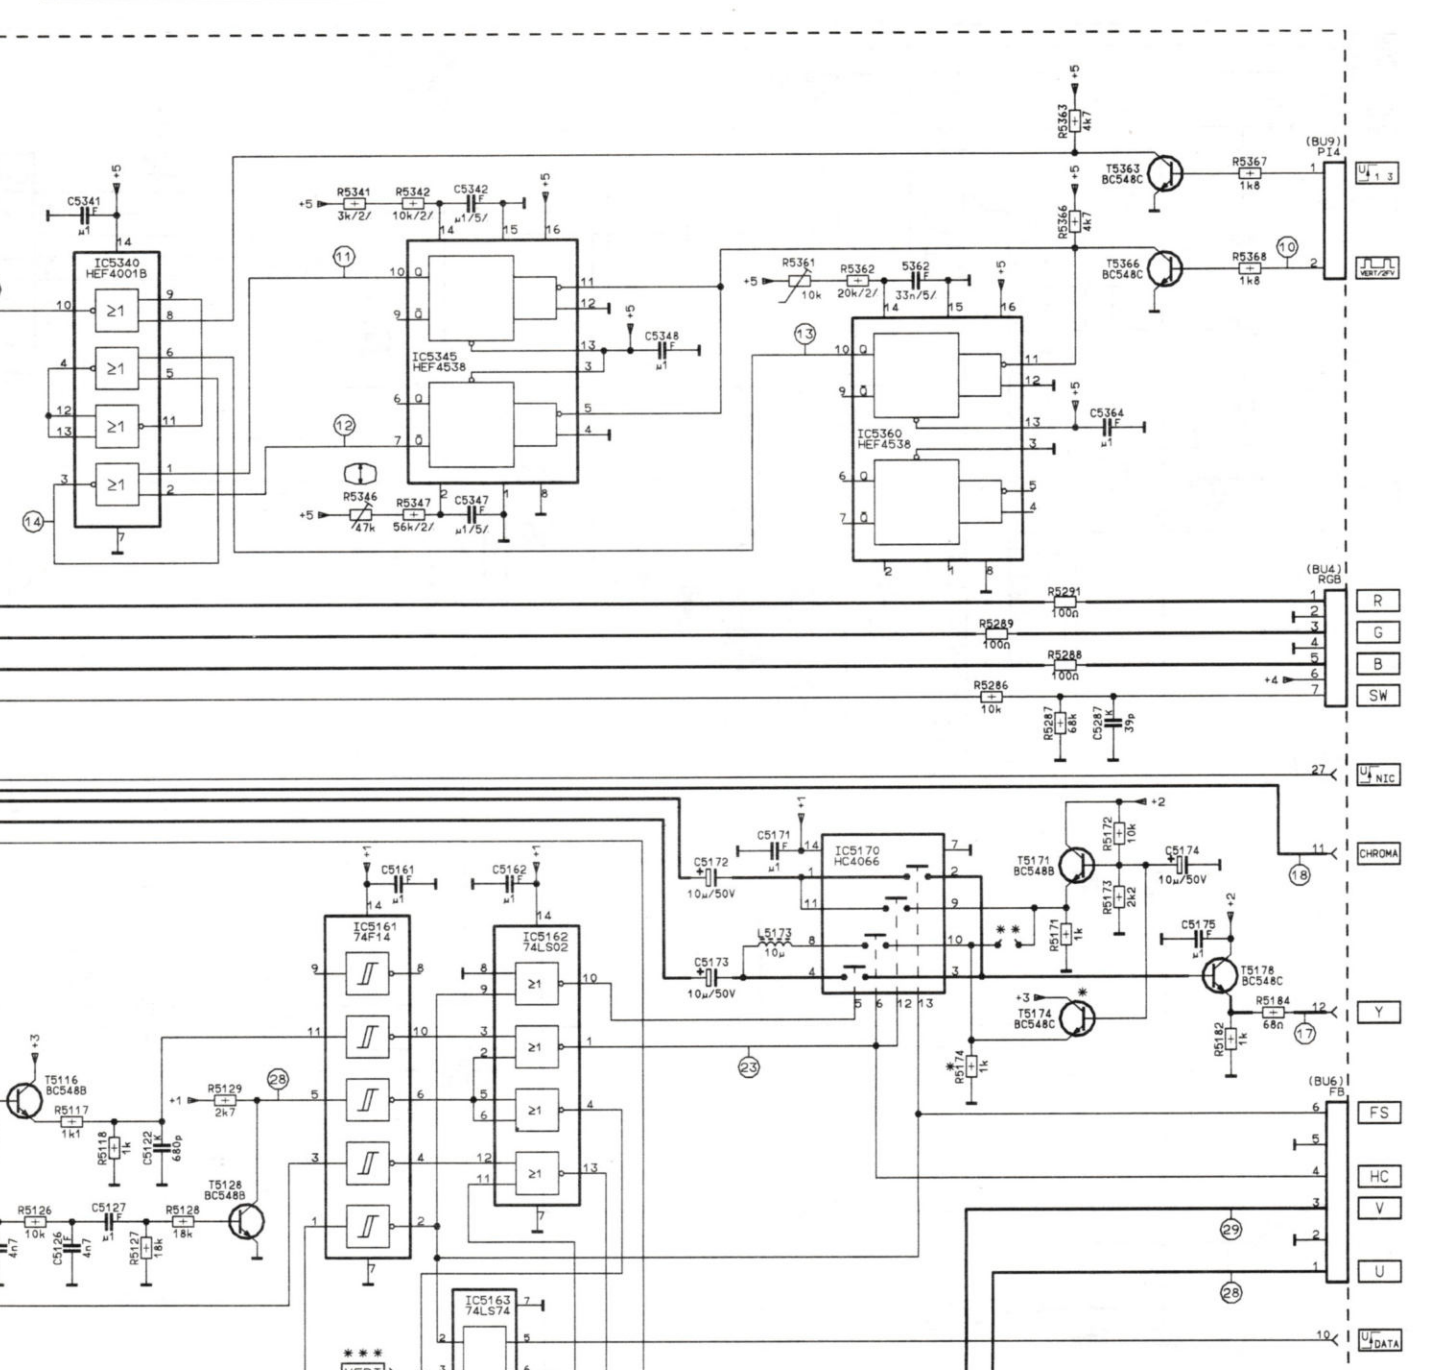 +5
R5363
4k7
(BU9)
PI4
T5363
BC548C
R5367
1k8
1
U 1 3
+5
R5366
4k7
T5366
BC548C
R5368
1k8
10
2
VERT/2FV
+5
C5341
F
µ1
14
IC5340
HEF4001B
10
≥1
9
8
4
≥1
6
5
12
13
≥1
11
3
≥1
1
2
14
7
+5
R5341
3k/2/
R5342
10k/2/
C5342
F
µ1/5/
+5
14
15
16
11
10
Q
9
Q̄
11
12
IC5345
HEF4538
13
3
+5
C5348
F
µ1
6
Q
7
Q̄
5
4
12
+5
R5346
47k
R5347
56k/2/
C5347
F
µ1/5/
2
1
8
+5
R5361
10k
R5362
20k/2/
5362
F
33n/5/
+5
14
15
16
13
10
Q
9
Q̄
11
12
IC5360
HEF4538
13
3
+5
C5364
F
µ1
6
Q
7
Q̄
5
4
2
1
8
(BU4)
RGB
R5291
100Ω
1
R
2
R5289
100Ω
3
G
4
R5288
100Ω
5
B
+4
6
R5286
10k
7
SW
R5287
68k
C5287
K
39p
27
U NIC
+1
C5171
F
µ1
14
IC5170
HC4066
7
+2
R5172
10k
T5171
BC548B
C5174
10µ/50V
11
CHROMA
18
C5172
10µ/50V
1
2
11
9
R5173
2k2
R5171
1k
L5173
10µ
8
10
* *
C5173
10µ/50V
4
3
5
6
12
13
+2
C5175
F
µ1
T5178
BC548C
R5184
68Ω
12
Y
17
R5182
1k
+3
T5174
BC548C
*
*
R5174
1k
+1
C5161
F
µ1
14
IC5161
74F14
9
8
11
10
5
6
3
4
1
2
7
+1
C5162
F
µ1
14
IC5162
74LS02
8
9
≥1
10
3
2
≥1
1
5
6
≥1
4
12
11
≥1
13
7
23
+3
T5116
BC548B
R5117
1k1
R5118
1k
C5122
K
680p
+1
R5129
2k7
28
T5128
BC548B
R5126
10k
4n7
C5126
F
4n7
C5127
F
µ1
R5127
18k
R5128
18k
(BU6)
FB
6
FS
5
4
HC
3
V
29
2
1
U
28
IC5163
74LS74
7
2
5
10
U DATA
* * *